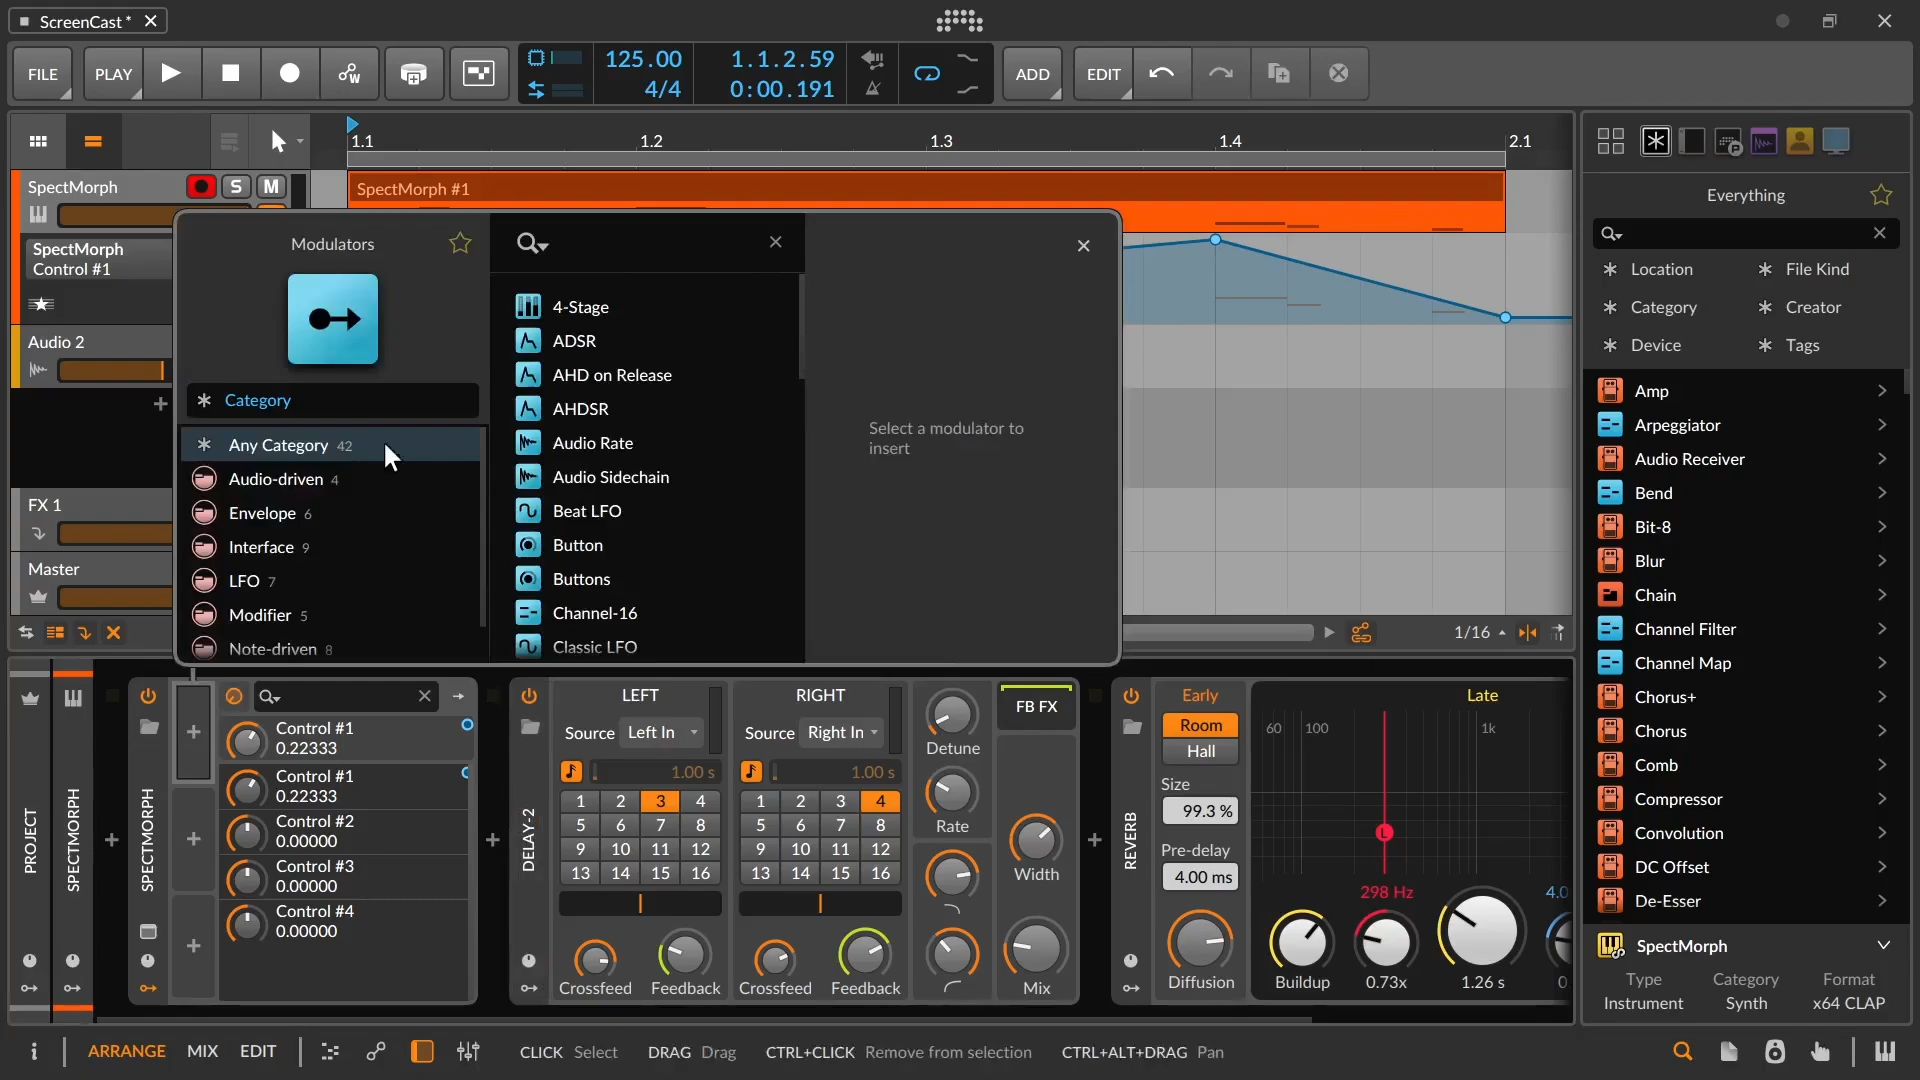 ScreenCast *
FILE
PLAY
125.00
4/4
1.1.2.59
0:00.191
ADD
EDIT
1.1
1.2
1.3
1.4
2.1
SpectMorph
S
M
SpectMorph #1
SpectMorph
Control #1
Audio 2
FX 1
Master
1/16
Modulators
Category
Any Category 42
Audio-driven 4
Envelope 6
Interface 9
LFO 7
Modifier 5
Note-driven 8
4-Stage
ADSR
AHD on Release
AHDSR
Audio Rate
Audio Sidechain
Beat LFO
Button
Buttons
Channel-16
Classic LFO
Select a modulator to
insert
Everything
Location
File Kind
Category
Creator
Device
Tags
Amp
Arpeggiator
Audio Receiver
Bend
Bit-8
Blur
Chain
Channel Filter
Channel Map
Chorus+
Chorus
Comb
Compressor
Convolution
DC Offset
De-Esser
SpectMorph
Type
Category
Format
Instrument
Synth
x64 CLAP
PROJECT
SPECTMORPH
SPECTMORPH
Control #1
0.22333
Control #1
0.22333
Control #2
0.00000
Control #3
0.00000
Control #4
0.00000
DELAY-2
LEFT
Source Left In
1.00 s
1 2 3 4
5 6 7 8
9 10 11 12
13 14 15 16
Crossfeed
Feedback
RIGHT
Source Right In
1.00 s
1 2 3 4
5 6 7 8
9 10 11 12
13 14 15 16
Crossfeed
Feedback
Detune
Rate
FB FX
Width
Mix
REVERB
Early
Room
Hall
Size
99.3 %
Pre-delay
4.00 ms
Diffusion
Late
60
100
1k
L
298 Hz
4.0
Buildup
0.73x
1.26 s
ARRANGE
MIX
EDIT
CLICK Select
DRAG Drag
CTRL+CLICK Remove from selection
CTRL+ALT+DRAG Pan